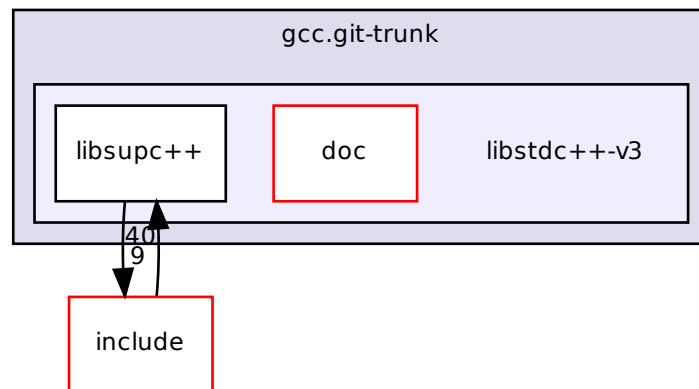 gcc.git-trunk
libsupc++
doc
libstdc++-v3
40
9
include